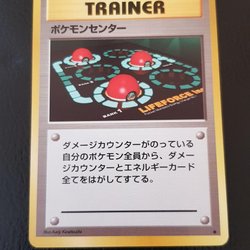 TRAINER
ポケモンセンター
LIFEFORCE
ダメージカウンターがのっている
自分のポケモン全員から、ダメー
ジカウンターとエネルギーカード
全てをはがしてすてる。